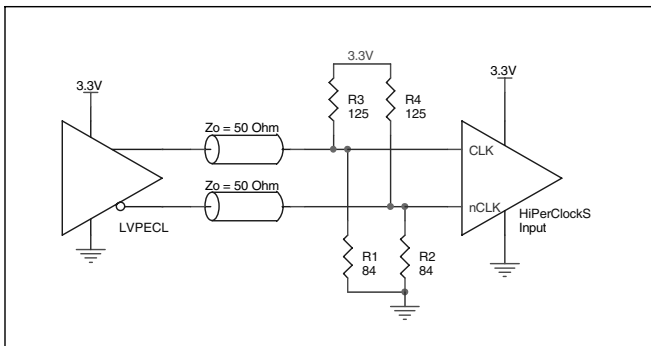 3.3V
3.3V
3.3V
R3
125
R4
125
Zo = 50 Ohm
CLK
Zo = 50 Ohm
nCLK
LVPECL
HiPerClockS
Input
R1
84
R2
84